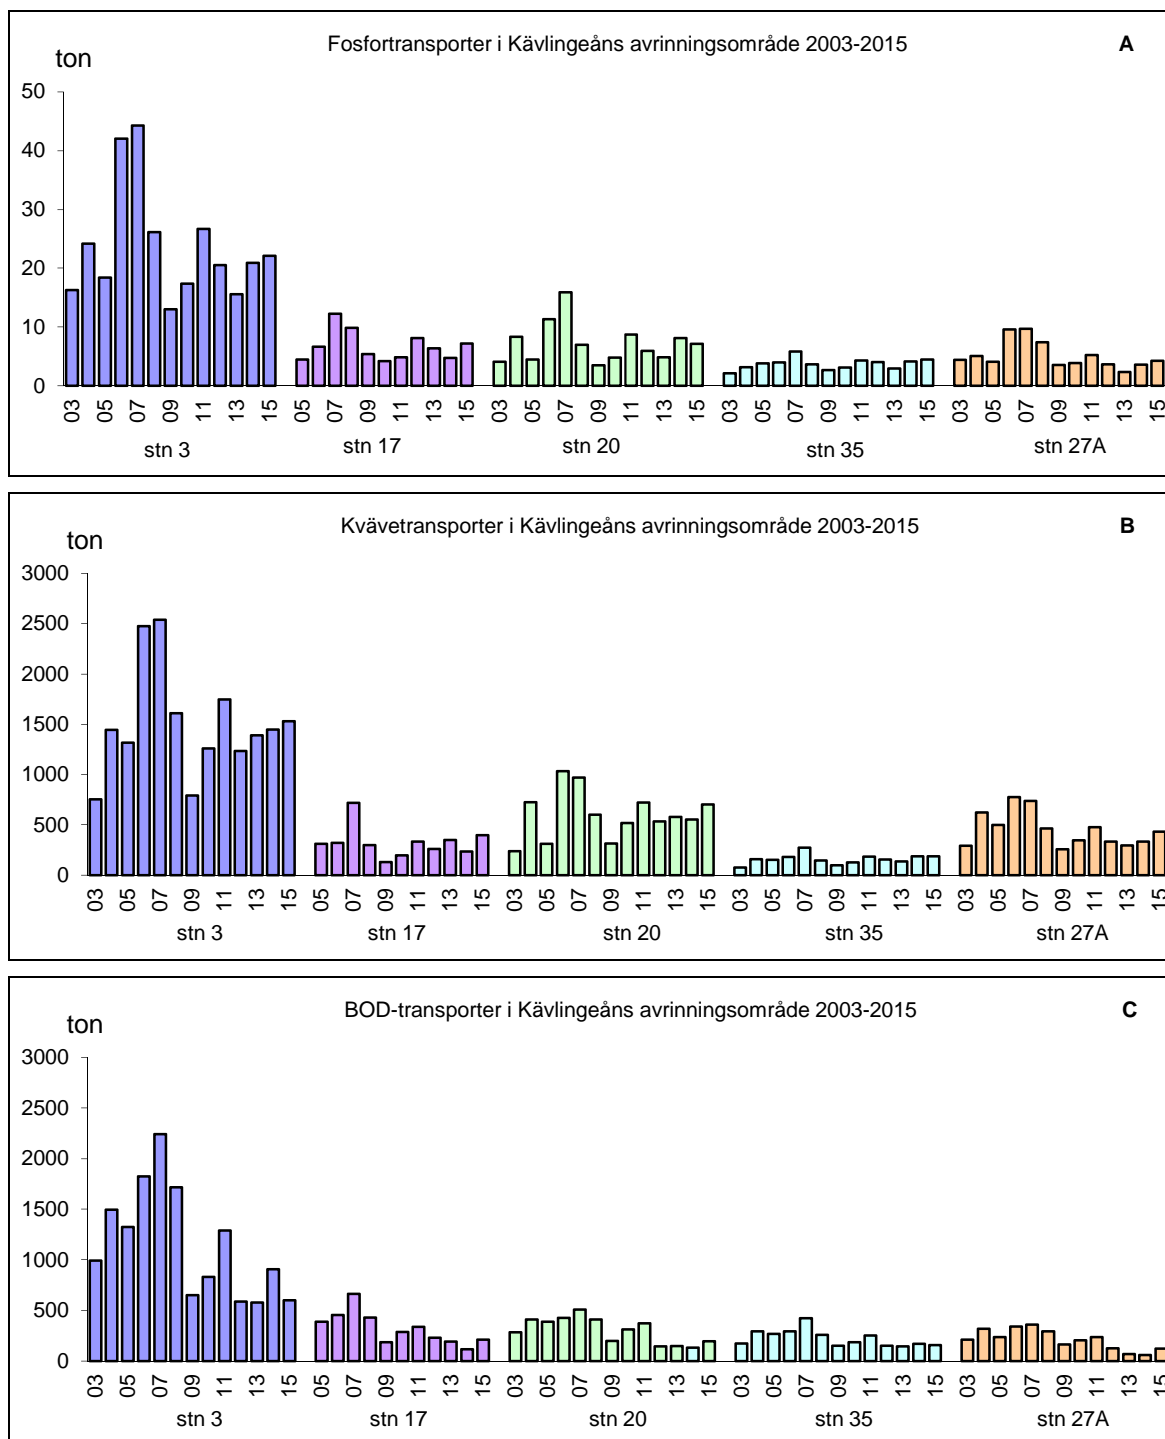 Fosfortransporter i Kävlingeåns avrinningsområde 2003-2015 A
ton
50
40
30
20
10
0
03 05 07 09 11 13 15 05 07 09 11 13 15 03 05 07 09 11 13 15 03 05 07 09 11 13 15 03 05 07 09 11 13 15
stn 3 stn 17 stn 20 stn 35 stn 27A
Kvävetransporter i Kävlingeåns avrinningsområde 2003-2015 B
ton
3000
2500
2000
1500
1000
500
0
03 05 07 09 11 13 15 05 07 09 11 13 15 03 05 07 09 11 13 15 03 05 07 09 11 13 15 03 05 07 09 11 13 15
stn 3 stn 17 stn 20 stn 35 stn 27A
BOD-transporter i Kävlingeåns avrinningsområde 2003-2015 C
ton
3000
2500
2000
1500
1000
500
0
03 05 07 09 11 13 15 05 07 09 11 13 15 03 05 07 09 11 13 15 03 05 07 09 11 13 15 03 05 07 09 11 13 15
stn 3 stn 17 stn 20 stn 35 stn 27A